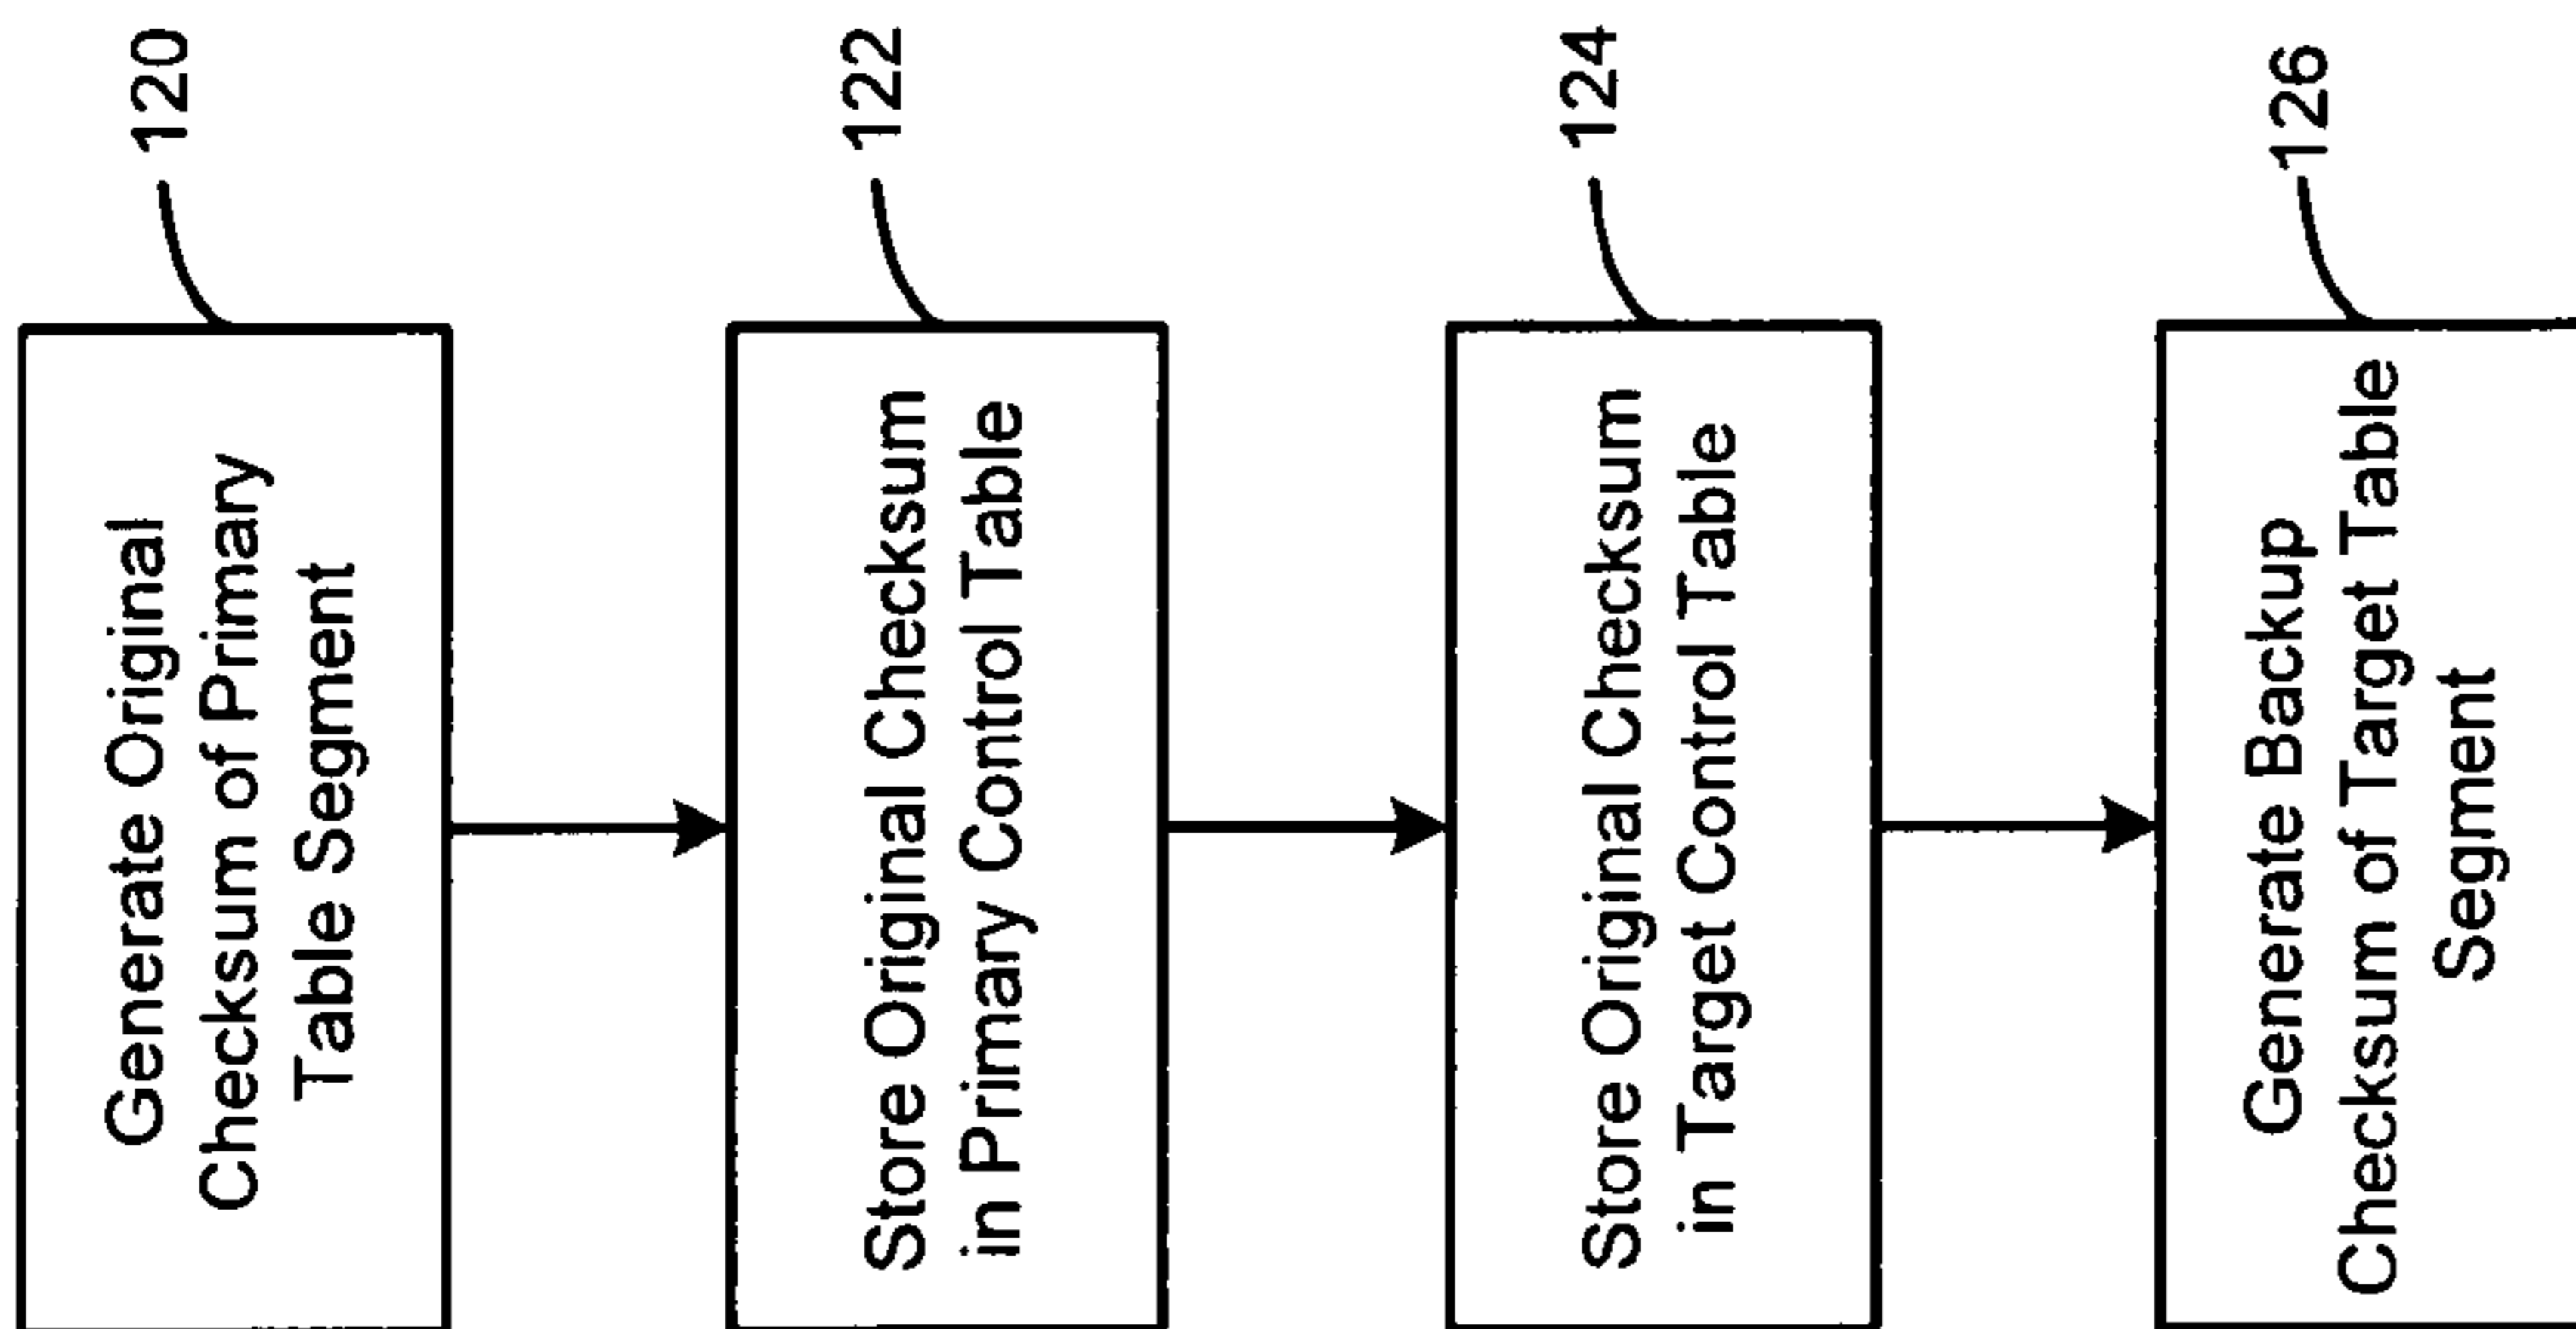 Generate Original
Checksum of Primary
Table Segment
120
Store Original Checksum
in Primary Control Table
122
Store Original Checksum
in Target Control Table
124
Generate Backup
Checksum of Target Table
Segment
126